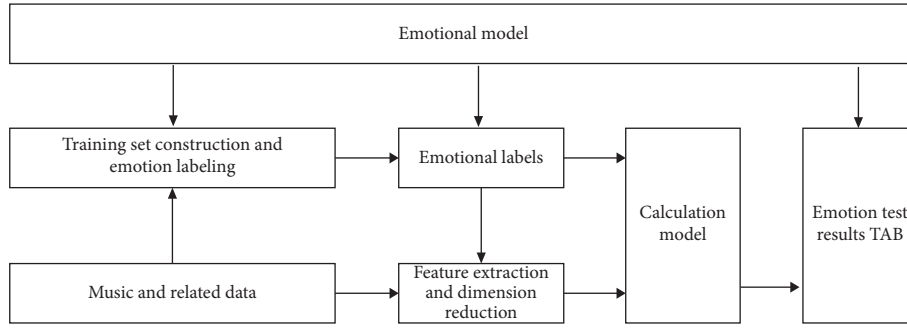 Emotional model
Training set construction and
emotion labeling
Emotional labels
Calculation
model
Emotion test
results TAB
Music and related data
Feature extraction
and dimension
reduction